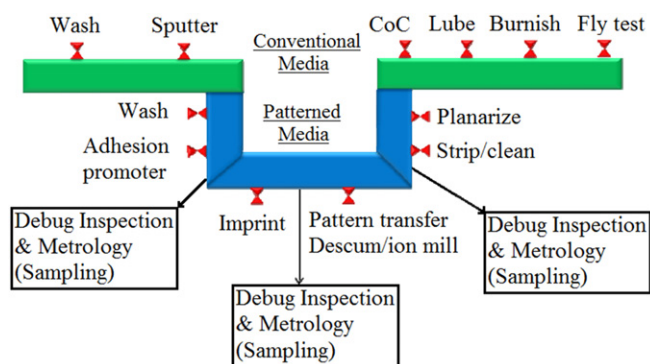 Wash
Sputter
Conventional
Media
CoC
Lube
Burnish
Fly test
Wash
Adhesion
promoter
Patterned
Media
Planarize
Strip/clean
Imprint
Pattern transfer
Descum/ion mill
Debug Inspection
& Metrology
(Sampling)
Debug Inspection
& Metrology
(Sampling)
Debug Inspection
& Metrology
(Sampling)